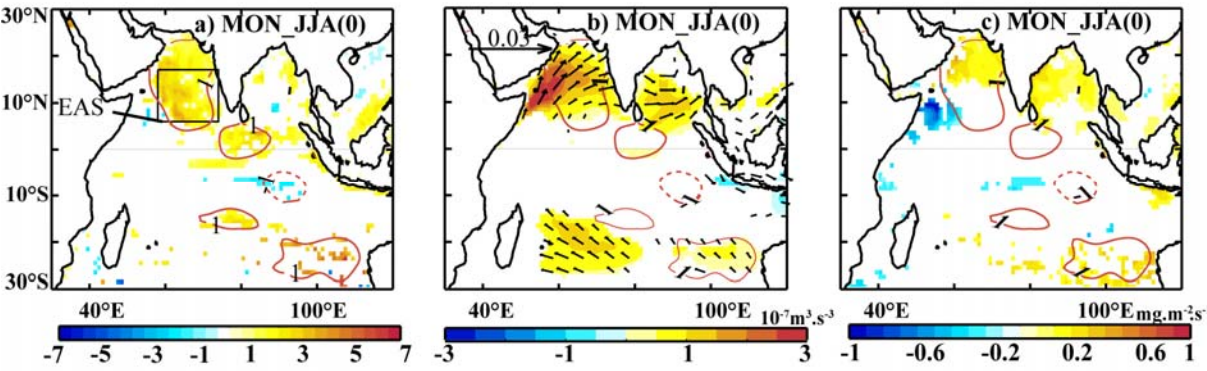 a) MON_JJA(0)
b) MON_JJA(0)
c) MON_JJA(0)
30°N
10°N
10°S
30°S
EAS
0.03
1
1
1
40°E
100°E
40°E
100°E
40°E
100°E
10⁻⁷m³.s⁻³
mg.m⁻².s⁻
-7 -5 -3 -1 1 3 5 7
-3 -1 1 3
-1 -0.6 -0.2 0.2 0.6 1